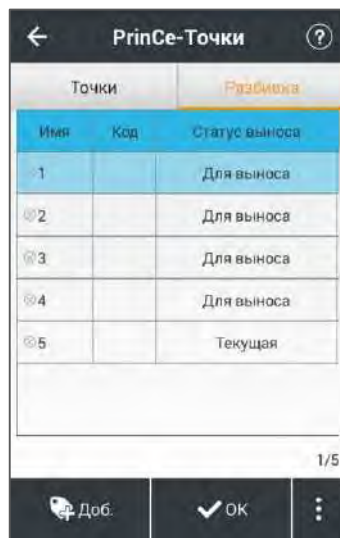 PrinCe-Точки ?
Точки Разбивка
Имя Код Статус выноса
1 Для выноса
2 Для выноса
3 Для выноса
4 Для выноса
5 Текущая
1/5
Доб. ОК